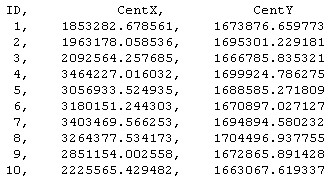 ID, CentX, CentY
1, 1853282.678561, 1673876.659773
2, 1963178.058536, 1695301.229181
3, 2092564.257685, 1666785.835321
4, 3464227.016032, 1699924.786275
5, 3056933.524935, 1688585.271809
6, 3180151.244303, 1670897.027127
7, 3403469.566253, 1694894.580232
8, 3264377.534173, 1704496.937755
9, 2851154.002558, 1672865.891428
10, 2225565.429482, 1663067.619337